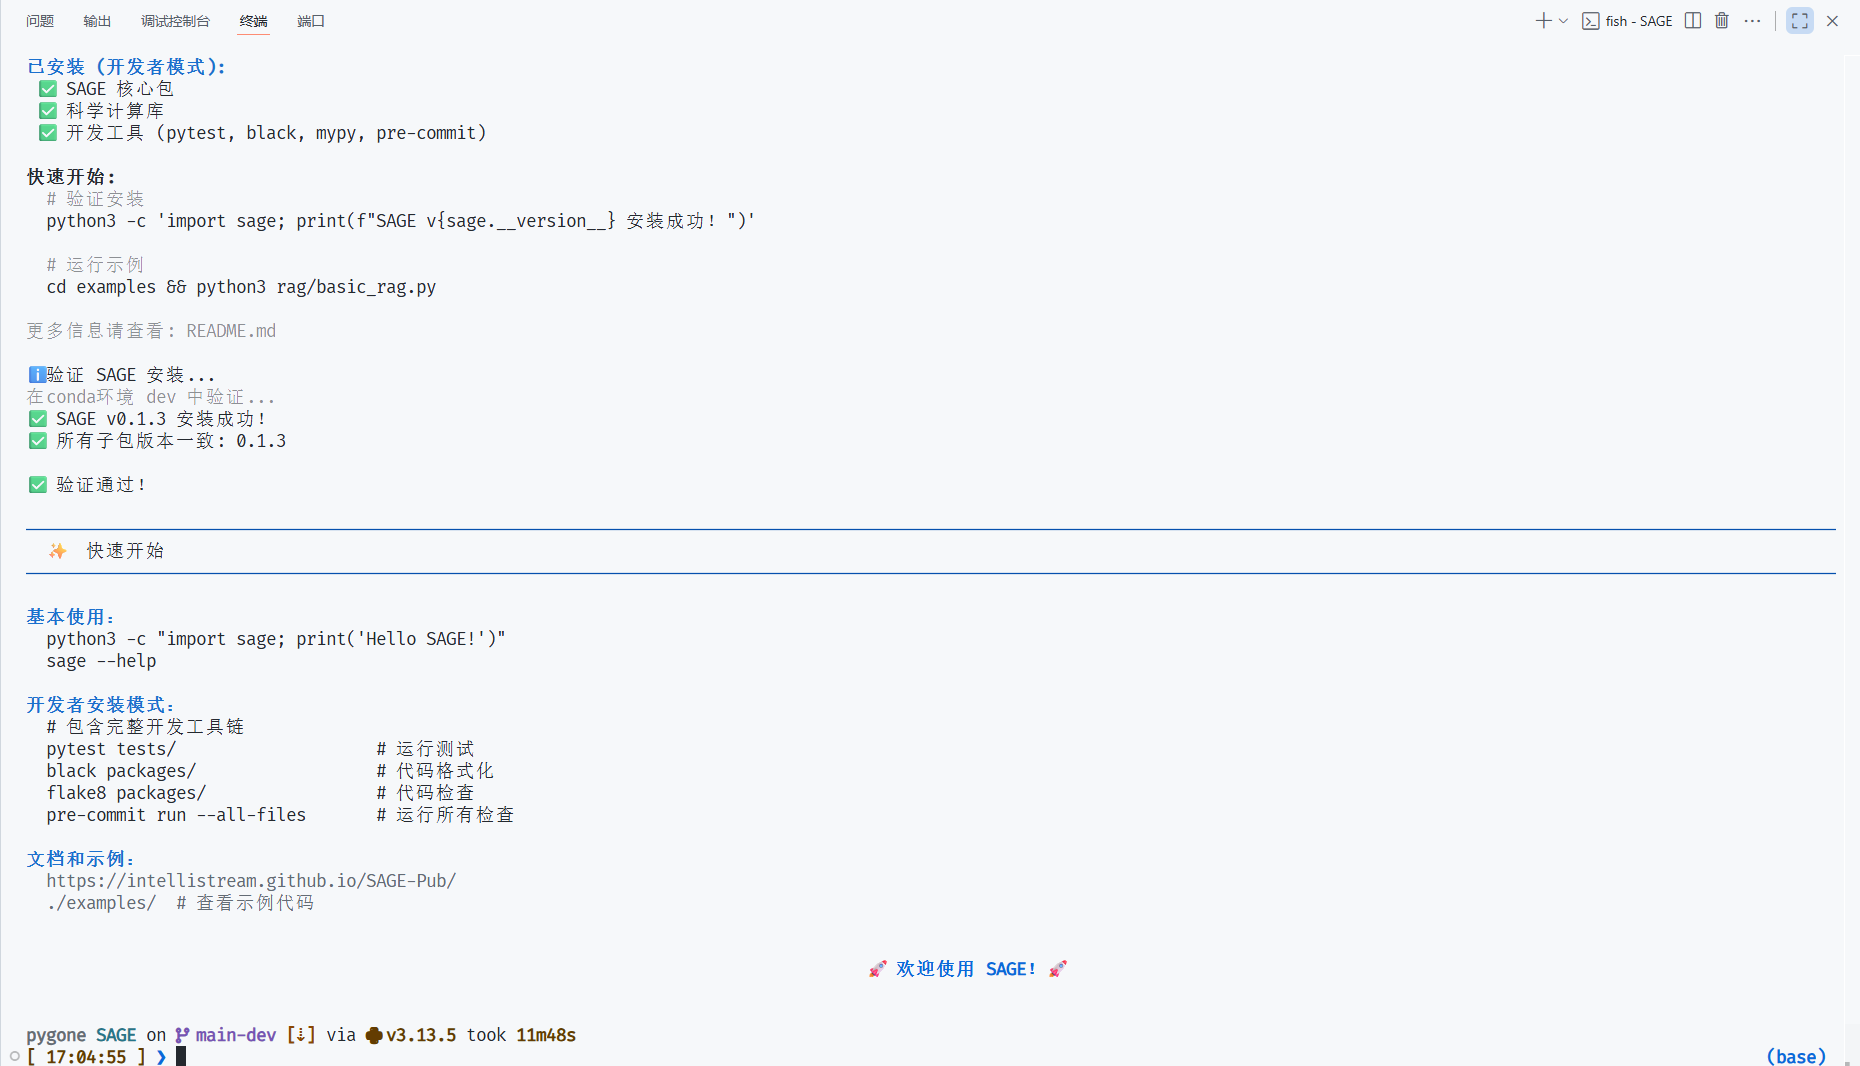 问题 输出 调试控制台 终端 端口 fish - SAGE
已安装 (开发者模式):
✅ SAGE 核心包
✅ 科学计算库
✅ 开发工具 (pytest, black, mypy, pre-commit)
快速开始:
# 验证安装
python3 -c 'import sage; print(f"SAGE v{sage.__version__} 安装成功! ")'
# 运行示例
cd examples && python3 rag/basic_rag.py
更多信息请查看: README.md
ℹ️验证 SAGE 安装...
在conda环境 dev 中验证...
✅ SAGE v0.1.3 安装成功!
✅ 所有子包版本一致: 0.1.3
✅ 验证通过!
✨ 快速开始
基本使用:
python3 -c "import sage; print('Hello SAGE!')"
sage --help
开发者安装模式:
# 包含完整开发工具链
pytest tests/ # 运行测试
black packages/ # 代码格式化
flake8 packages/ # 代码检查
pre-commit run --all-files # 运行所有检查
文档和示例:
https://intellistream.github.io/SAGE-Pub/
./examples/ # 查看示例代码
🚀 欢迎使用 SAGE! 🚀
pygone SAGE on main-dev [⇣] via v3.13.5 took 11m48s
[ 17:04:55 ] ❯ (base)